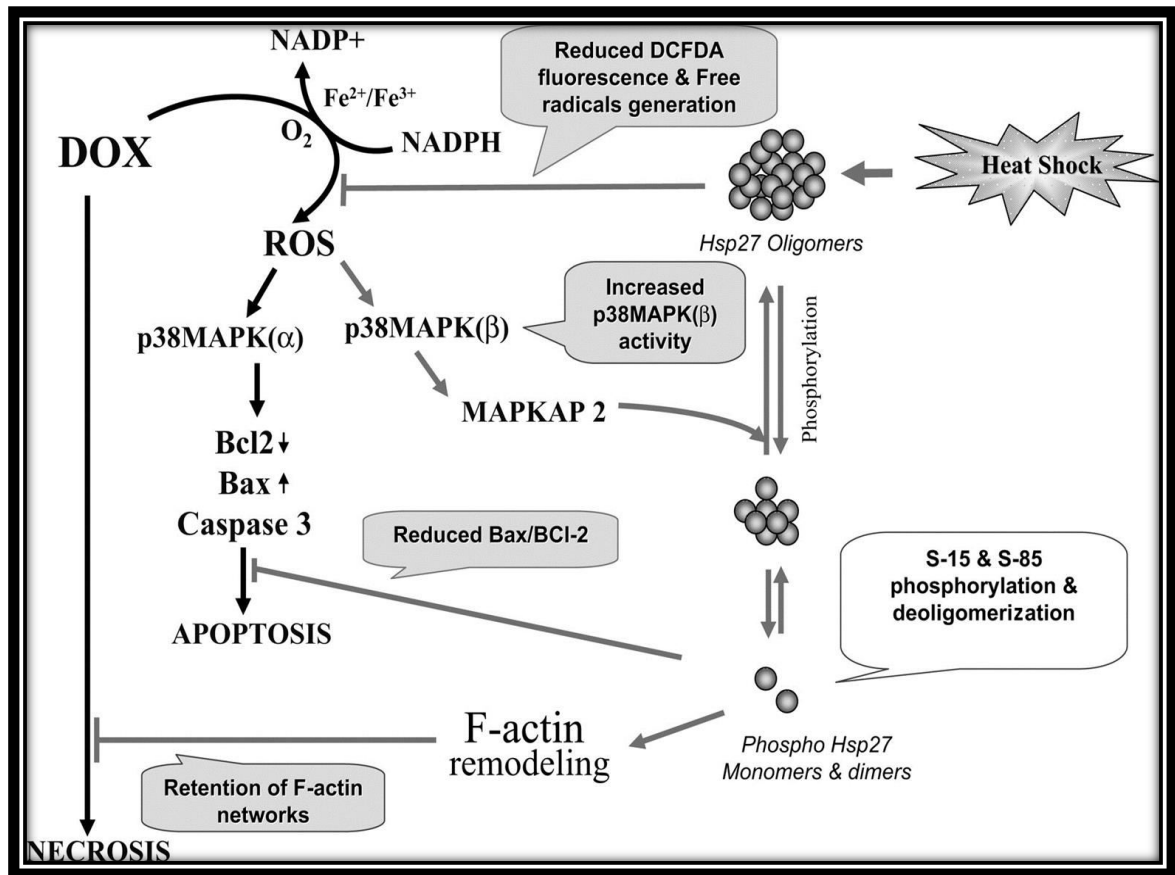 NADP+
Fe²⁺/Fe³⁺
O₂
NADPH
DOX
Reduced DCFDA
fluorescence & Free
radicals generation
Heat Shock
Hsp27 Oligomers
ROS
p38MAPK(α)
p38MAPK(β)
Increased
p38MAPK(β)
activity
Phosphorylation
MAPKAP 2
Bcl2
Bax
Caspase 3
Reduced Bax/BCl-2
APOPTOSIS
S-15 & S-85
phosphorylation &
deoligomerization
F-actin
remodeling
Phospho Hsp27
Monomers & dimers
Retention of F-actin
networks
NECROSIS